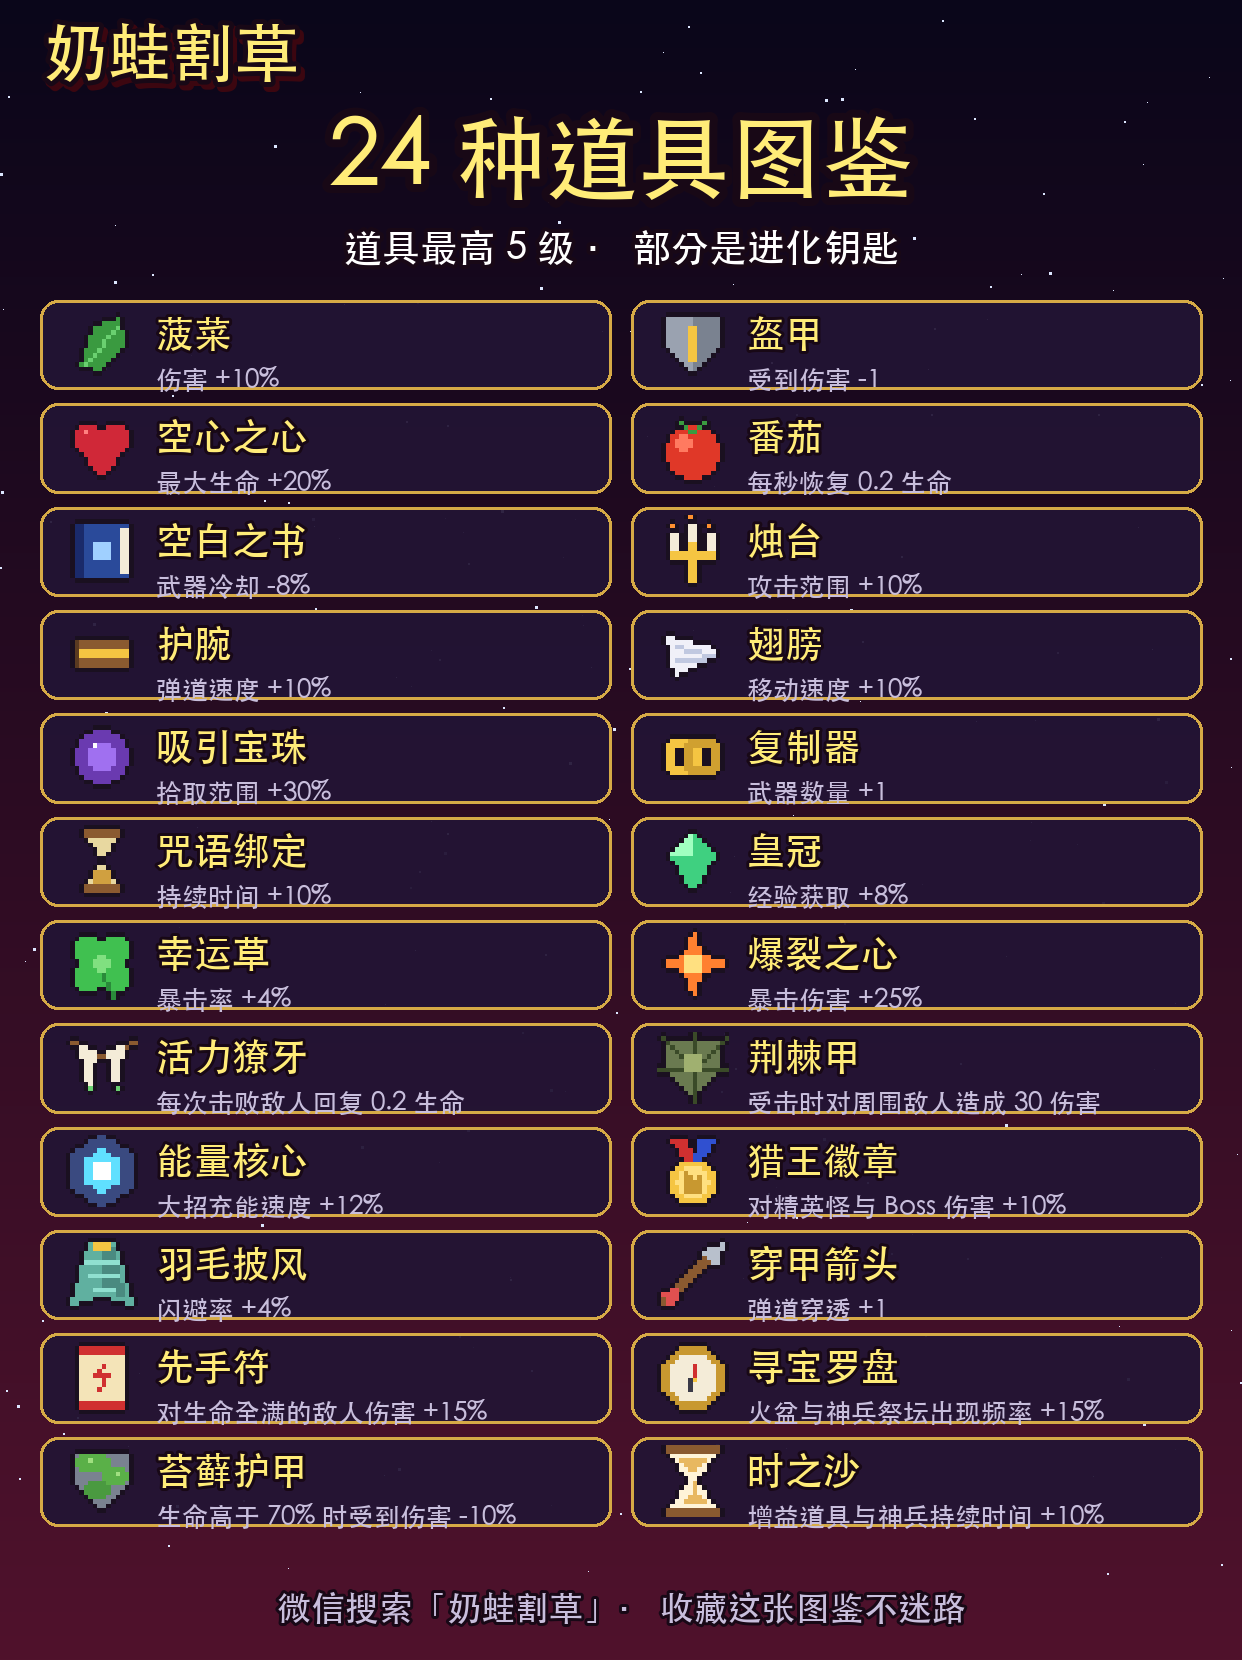 奶蛙割草
24 种道具图鉴
道具最高 5 级 · 部分是进化钥匙
菠菜
伤害 +10%
盔甲
受到伤害 -1
空心之心
最大生命 +20%
番茄
每秒恢复 0.2 生命
空白之书
武器冷却 -8%
烛台
攻击范围 +10%
护腕
弹道速度 +10%
翅膀
移动速度 +10%
吸引宝珠
拾取范围 +30%
复制器
武器数量 +1
咒语绑定
持续时间 +10%
皇冠
经验获取 +8%
幸运草
暴击率 +4%
爆裂之心
暴击伤害 +25%
活力獠牙
每次击败敌人回复 0.2 生命
荆棘甲
受击时对周围敌人造成 30 伤害
能量核心
大招充能速度 +12%
猎王徽章
对精英怪与 Boss 伤害 +10%
羽毛披风
闪避率 +4%
穿甲箭头
弹道穿透 +1
先手符
对生命全满的敌人伤害 +15%
寻宝罗盘
火盆与神兵祭坛出现频率 +15%
苔藓护甲
生命高于 70% 时受到伤害 -10%
时之沙
增益道具与神兵持续时间 +10%
微信搜索「奶蛙割草」· 收藏这张图鉴不迷路